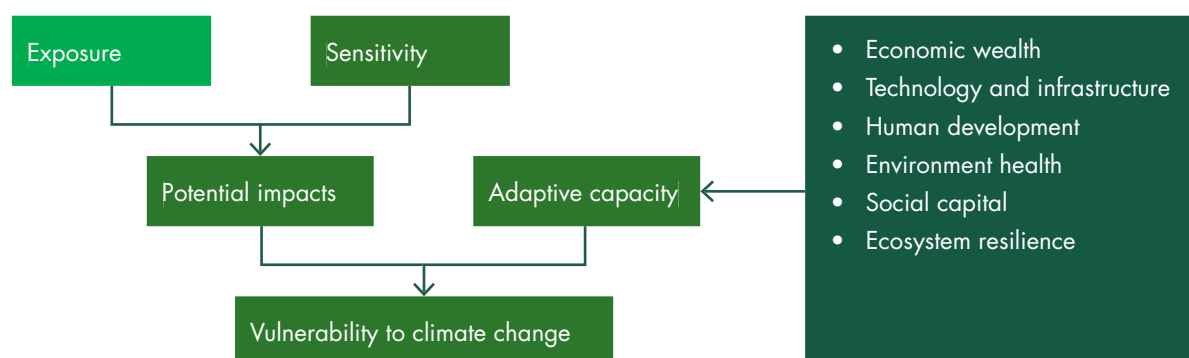 Exposure
Sensitivity
Potential impacts
Adaptive capacity
Vulnerability to climate change
• Economic wealth
• Technology and infrastructure
• Human development
• Environment health
• Social capital
• Ecosystem resilience